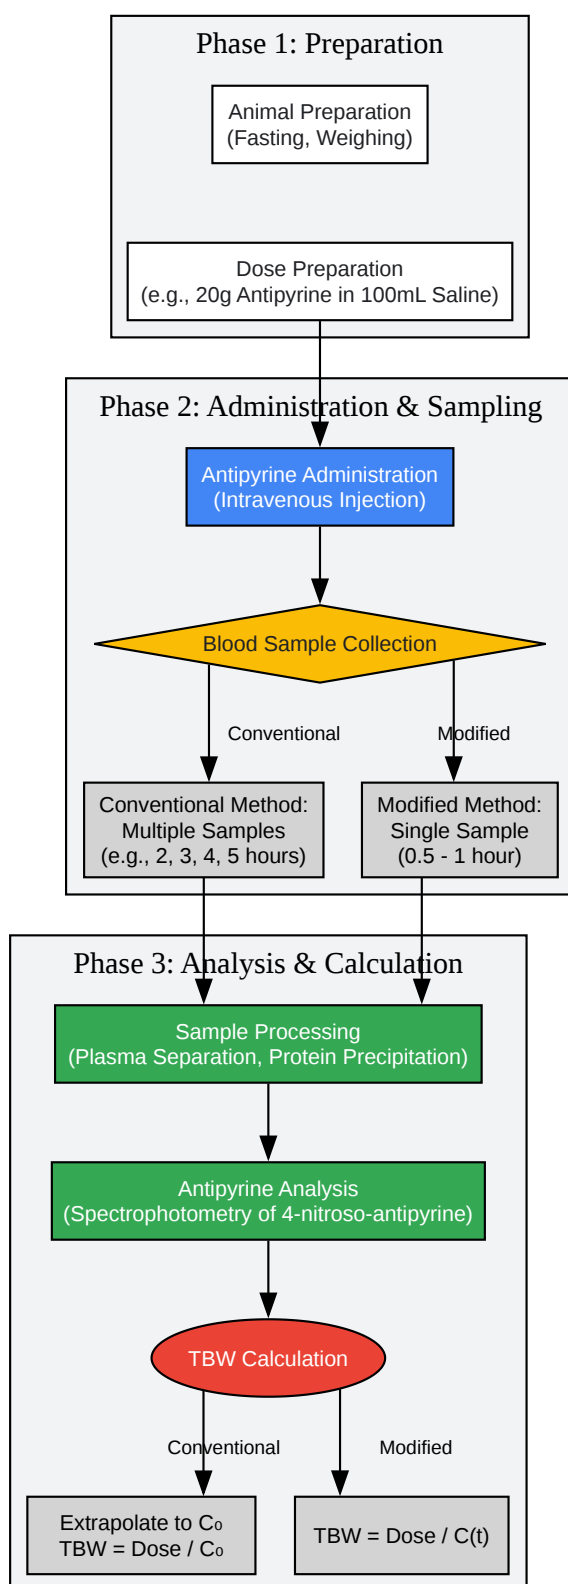 Phase 1: Preparation
Animal Preparation
(Fasting, Weighing)
Dose Preparation
(e.g., 20g Antipyrine in 100mL Saline)
Phase 2: Administration & Sampling
Antipyrine Administration
(Intravenous Injection)
Blood Sample Collection
Conventional
Modified
Conventional Method:
Multiple Samples
(e.g., 2, 3, 4, 5 hours)
Modified Method:
Single Sample
(0.5 - 1 hour)
Phase 3: Analysis & Calculation
Sample Processing
(Plasma Separation, Protein Precipitation)
Antipyrine Analysis
(Spectrophotometry of 4-nitroso-antipyrine)
TBW Calculation
Conventional
Modified
Extrapolate to C₀
TBW = Dose / C₀
TBW = Dose / C(t)